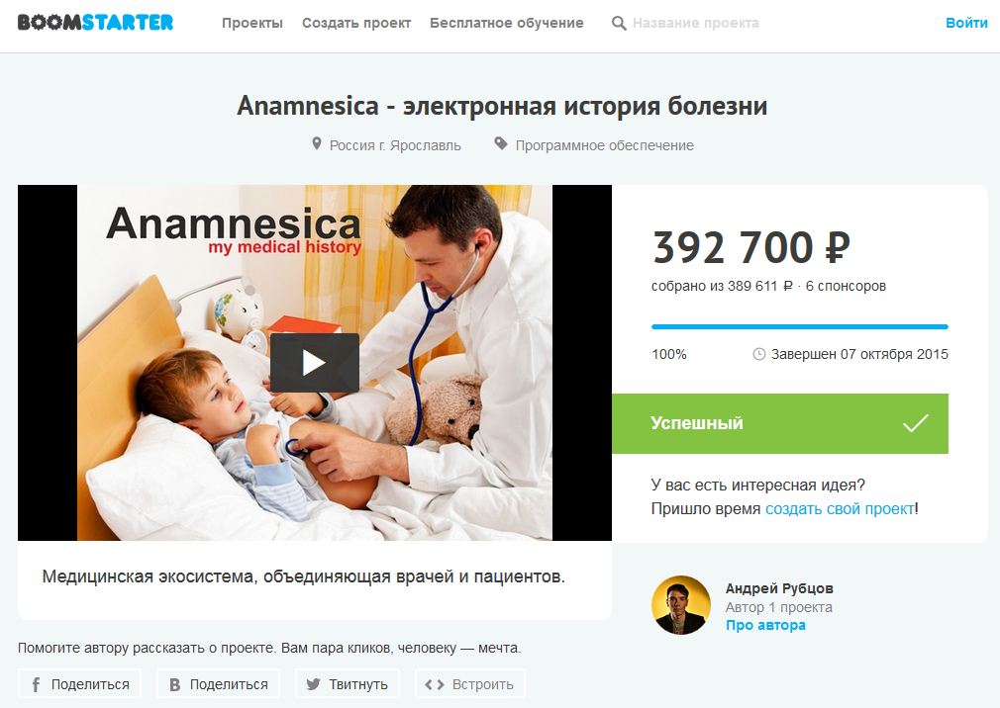 BOOMSTARTER
Проекты Создать проект Бесплатное обучение Название проекта Войти
Anamnesica - электронная история болезни
Россия г. Ярославль Программное обеспечение
Anamnesica
my medical history
392 700 ₽
собрано из 389 611 ₽ · 6 спонсоров
100% Завершен 07 октября 2015
Успешный
У вас есть интересная идея?
Пришло время создать свой проект!
Медицинская экосистема, объединяющая врачей и пациентов.
Андрей Рубцов
Автор 1 проекта
Про автора
Помогите автору рассказать о проекте. Вам пара кликов, человеку — мечта.
Поделиться Поделиться Твитнуть Встроить